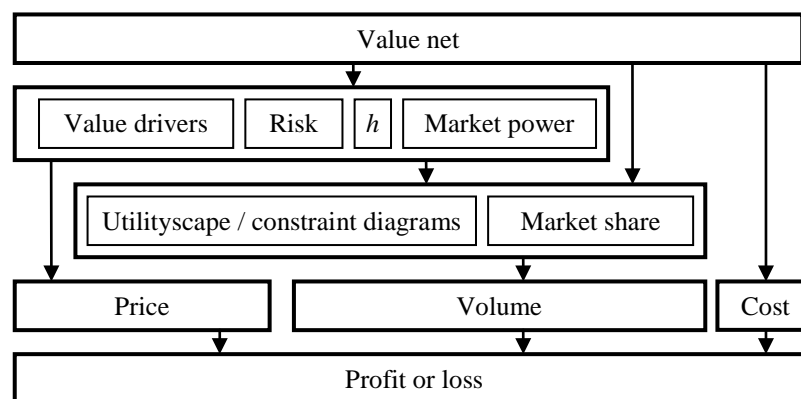 Value net
Value drivers Risk h Market power
Utilityscape / constraint diagrams Market share
Price Volume Cost
Profit or loss